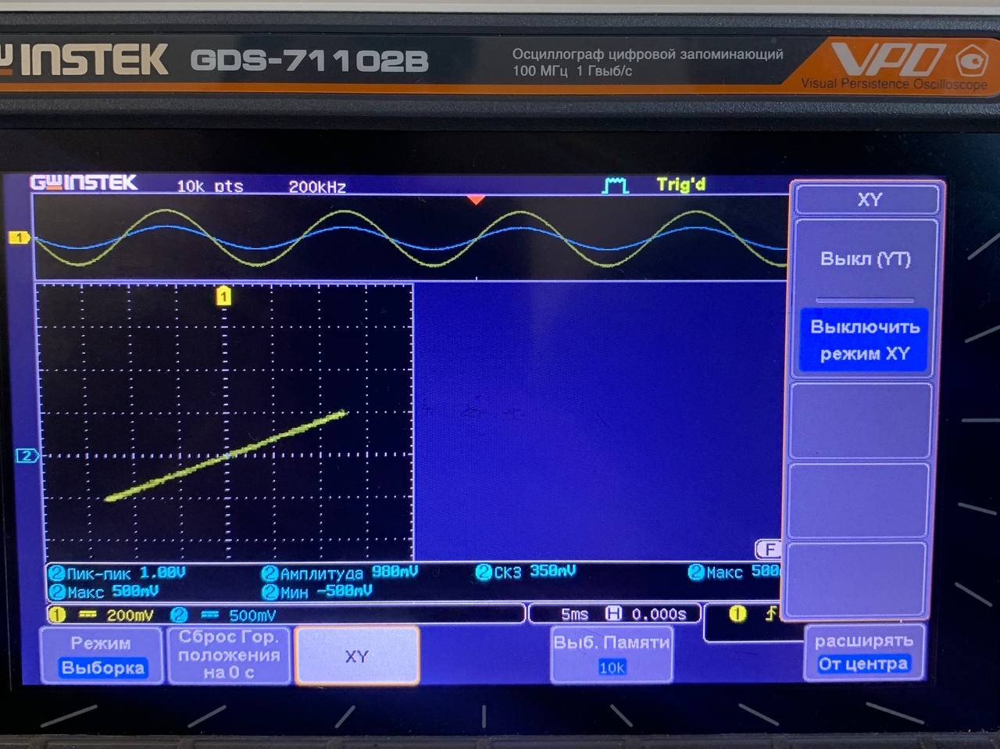 INSTEK GDS-71102B
Осциллограф цифровой запоминающий
100 МГц 1 Гвыб/с
VPO
Visual Persistence Oscilloscope
GWINSTEK 10k pts 200kHz Trig'd
XY
1
Выкл (YT)
1
Выключить
режим XY
2
F
2 Пик-пик 1.00V 2 Амплитуда 980mV 2 СКЗ 350mV 2 Макс 500
2 Макс 500mV 2 Мин -500mV
1 200mV 2 500mV 5ms H 0.000s 1
Режим
Выборка
Сброс Гор.
положения
на 0 с
XY
Выб. Памяти
10k
расширять
От центра